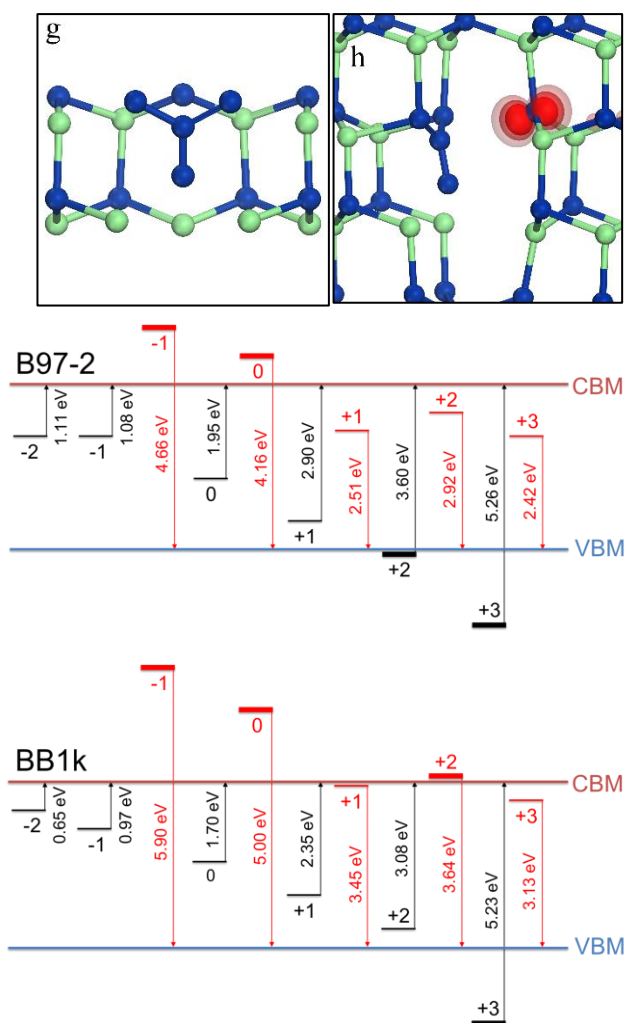 g
h
B97-2
CBM
VBM
-2
1.11 eV
-1
1.08 eV
-1
4.66 eV
0
1.95 eV
0
4.16 eV
+1
2.90 eV
+1
2.51 eV
+2
3.60 eV
+2
2.92 eV
+3
5.26 eV
+3
2.42 eV
BB1k
CBM
VBM
-2
0.65 eV
-1
0.97 eV
-1
5.90 eV
0
1.70 eV
0
5.00 eV
+1
2.35 eV
+1
3.45 eV
+2
3.08 eV
+2
3.64 eV
+3
5.23 eV
+3
3.13 eV